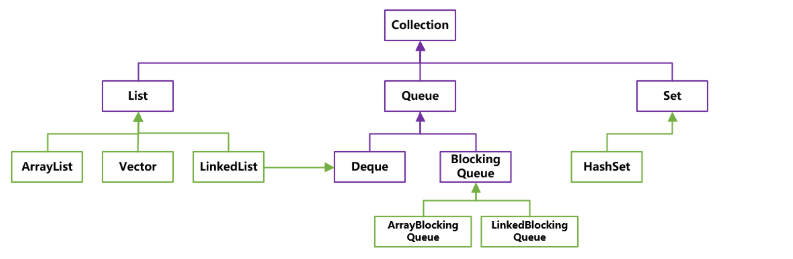 Collection
List
Queue
Set
ArrayList
Vector
LinkedList
Deque
Blocking
Queue
HashSet
ArrayBlocking
Queue
LinkedBlocking
Queue